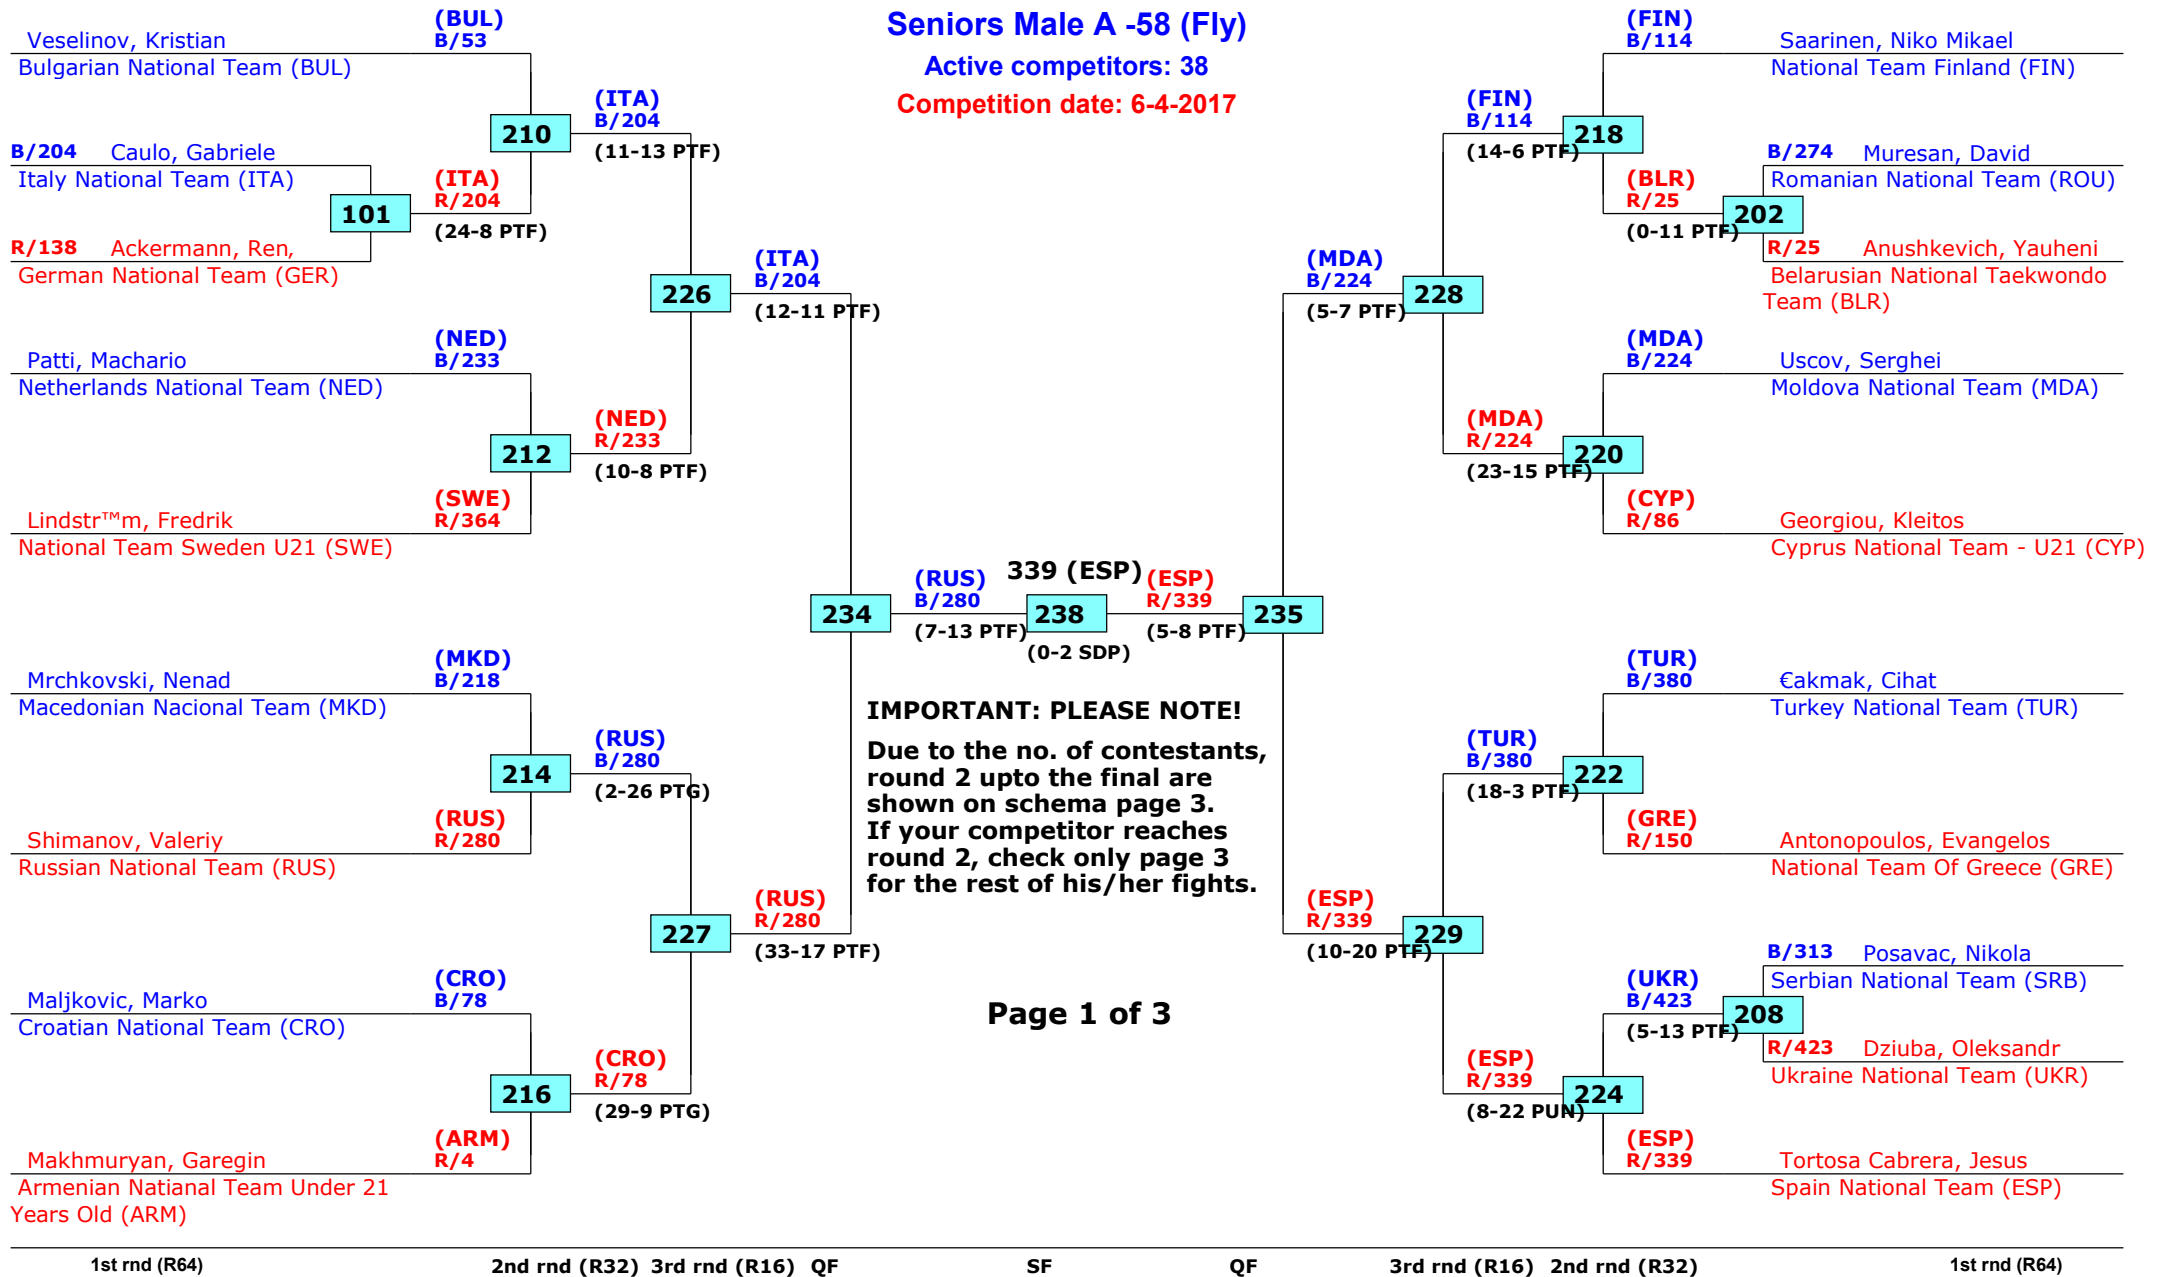 Seniors Male A -58 (Fly)
Active competitors: 38
Competition date: 6-4-2017
(BUL)
B/53
Veselinov, Kristian
Bulgarian National Team (BUL)
210
(ITA)
B/204
(11-13 PTF)
B/204 Caulo, Gabriele
Italy National Team (ITA)
101
(ITA)
R/204
(24-8 PTF)
R/138 Ackermann, Ren,
German National Team (GER)
226
(ITA)
B/204
(12-11 PTF)
(NED)
B/233
Patti, Machario
Netherlands National Team (NED)
212
(NED)
R/233
(10-8 PTF)
(SWE)
R/364
Lindstr™m, Fredrik
National Team Sweden U21 (SWE)
234
(RUS)
B/280
(7-13 PTF)
339 (ESP)
238
(0-2 SDP)
(ESP)
R/339
(5-8 PTF)
235
(MKD)
B/218
Mrchkovski, Nenad
Macedonian Nacional Team (MKD)
214
(RUS)
B/280
(2-26 PTG)
(RUS)
R/280
Shimanov, Valeriy
Russian National Team (RUS)
227
(RUS)
R/280
(33-17 PTF)
(CRO)
B/78
Maljkovic, Marko
Croatian National Team (CRO)
216
(CRO)
R/78
(29-9 PTG)
(ARM)
R/4
Makhmuryan, Garegin
Armenian Natianal Team Under 21
Years Old (ARM)
IMPORTANT: PLEASE NOTE!
Due to the no. of contestants,
round 2 upto the final are
shown on schema page 3.
If your competitor reaches
round 2, check only page 3
for the rest of his/her fights.
Page 1 of 3
(FIN)
B/114
Saarinen, Niko Mikael
National Team Finland (FIN)
(FIN)
B/114
(14-6 PTF)
218
B/274 Muresan, David
Romanian National Team (ROU)
(BLR)
R/25
(0-11 PTF)
202
R/25 Anushkevich, Yauheni
Belarusian National Taekwondo
Team (BLR)
(MDA)
B/224
(5-7 PTF)
228
(MDA)
B/224
Uscov, Serghei
Moldova National Team (MDA)
(MDA)
R/224
(23-15 PTF)
220
(CYP)
R/86
Georgiou, Kleitos
Cyprus National Team - U21 (CYP)
(TUR)
B/380
€akmak, Cihat
Turkey National Team (TUR)
(TUR)
B/380
(18-3 PTF)
222
(GRE)
R/150
Antonopoulos, Evangelos
National Team Of Greece (GRE)
(ESP)
R/339
(10-20 PTF)
229
B/313 Posavac, Nikola
Serbian National Team (SRB)
(UKR)
B/423
(5-13 PTF)
208
R/423 Dziuba, Oleksandr
Ukraine National Team (UKR)
(ESP)
R/339
(8-22 PUN)
224
(ESP)
R/339
Tortosa Cabrera, Jesus
Spain National Team (ESP)
1st rnd (R64) 2nd rnd (R32) 3rd rnd (R16) QF SF QF 3rd rnd (R16) 2nd rnd (R32) 1st rnd (R64)